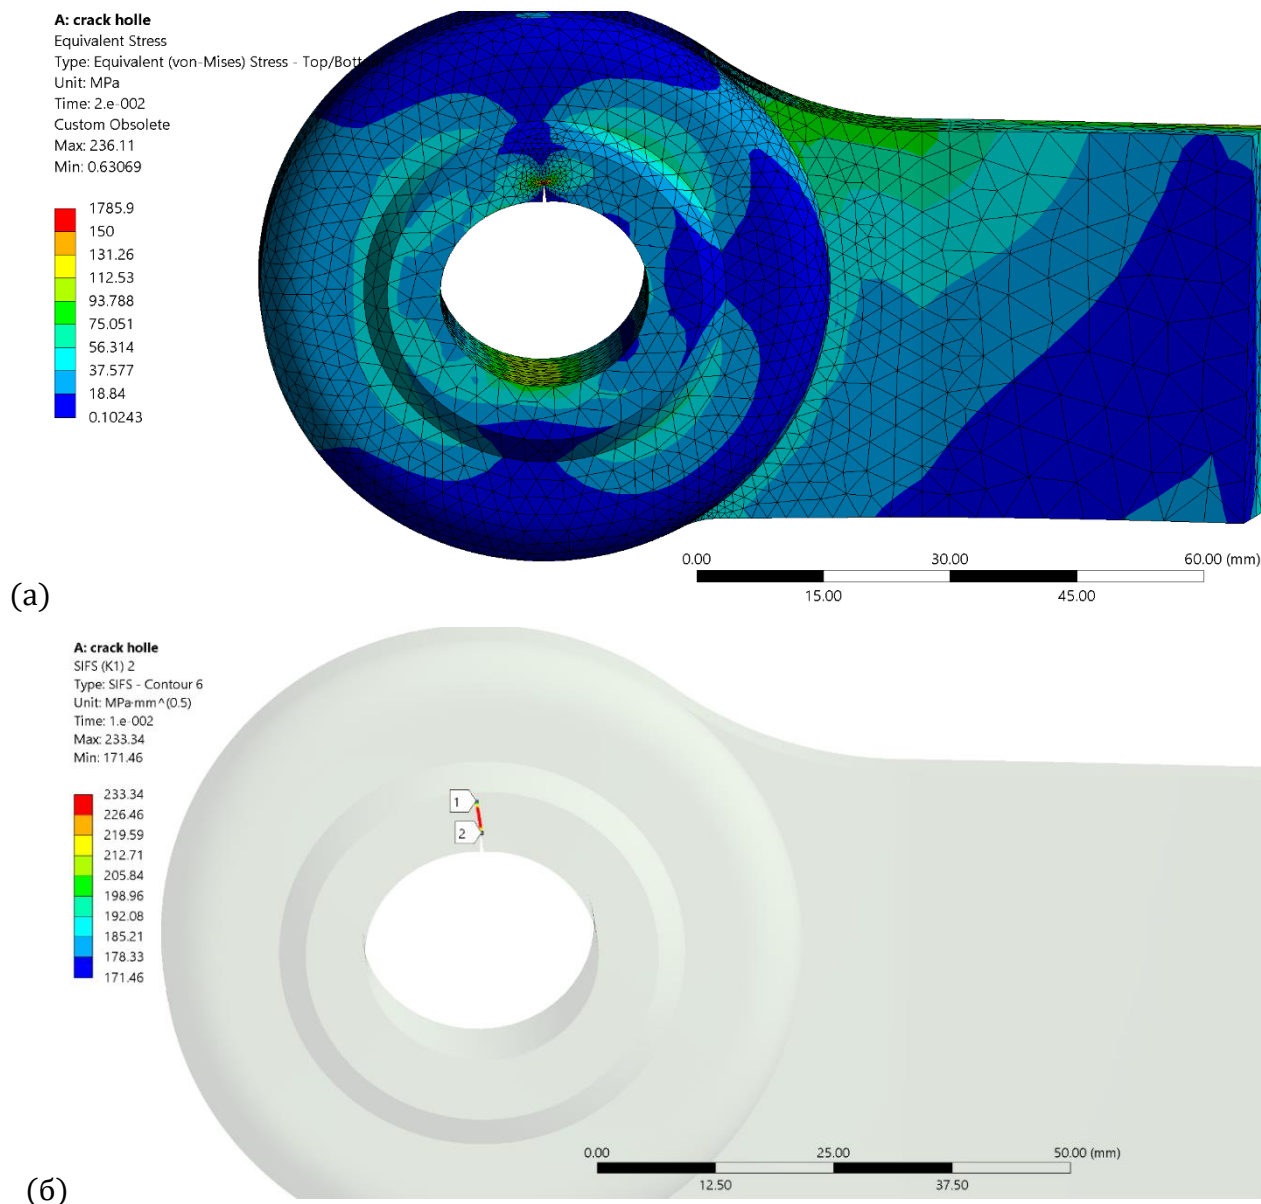 A: crack holle
Equivalent Stress
Type: Equivalent (von-Mises) Stress - Top/Bott
Unit: MPa
Time: 2.e-002
Custom Obsolete
Max: 236.11
Min: 0.63069
1785.9
150
131.26
112.53
93.788
75.051
56.314
37.577
18.84
0.10243
0.00 30.00 60.00 (mm)
15.00 45.00
(а)
A: crack holle
SIFS (K1) 2
Type: SIFS - Contour 6
Unit: MPa·mm^(0.5)
Time: 1.e-002
Max: 233.34
Min: 171.46
233.34
226.46
219.59
212.71
205.84
198.96
192.08
185.21
178.33
171.46
1
2
0.00 25.00 50.00 (mm)
12.50 37.50
(б)